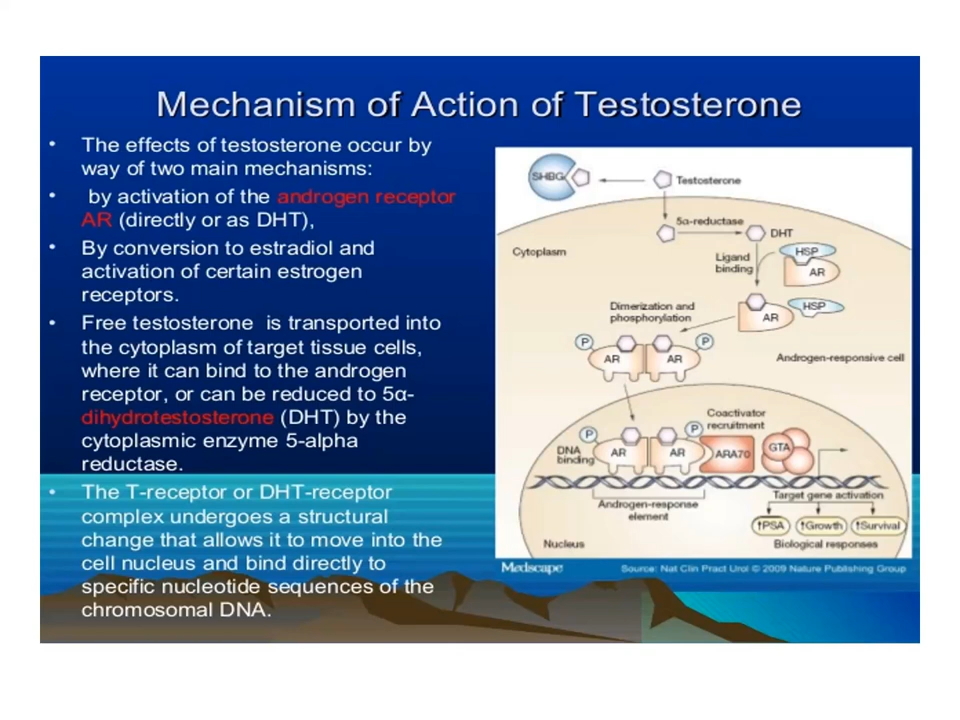 Mechanism of Action of Testosterone
• The effects of testosterone occur by
way of two main mechanisms:
• by activation of the androgen receptor
AR (directly or as DHT),
• By conversion to estradiol and
activation of certain estrogen
receptors.
• Free testosterone is transported into
the cytoplasm of target tissue cells,
where it can bind to the androgen
receptor, or can be reduced to 5α-
dihydrotestosterone (DHT) by the
cytoplasmic enzyme 5-alpha
reductase.
• The T-receptor or DHT-receptor
complex undergoes a structural
change that allows it to move into the
cell nucleus and bind directly to
specific nucleotide sequences of the
chromosomal DNA.
SHBG
Testosterone
5α-reductase
DHT
Cytoplasm
Ligand
binding
HSP
AR
HSP
AR
Dimerization and
phosphorylation
P
P
AR
AR
Androgen-responsive cell
Coactivator
recruitment
P
P
DNA
binding
AR
AR
ARA70
GTA
Androgen-response
element
Target gene activation
↑PSA
↑Growth
↑Survival
Nucleus
Biological responses
Medscape
Source: Nat Clin Pract Urol © 2009 Nature Publishing Group